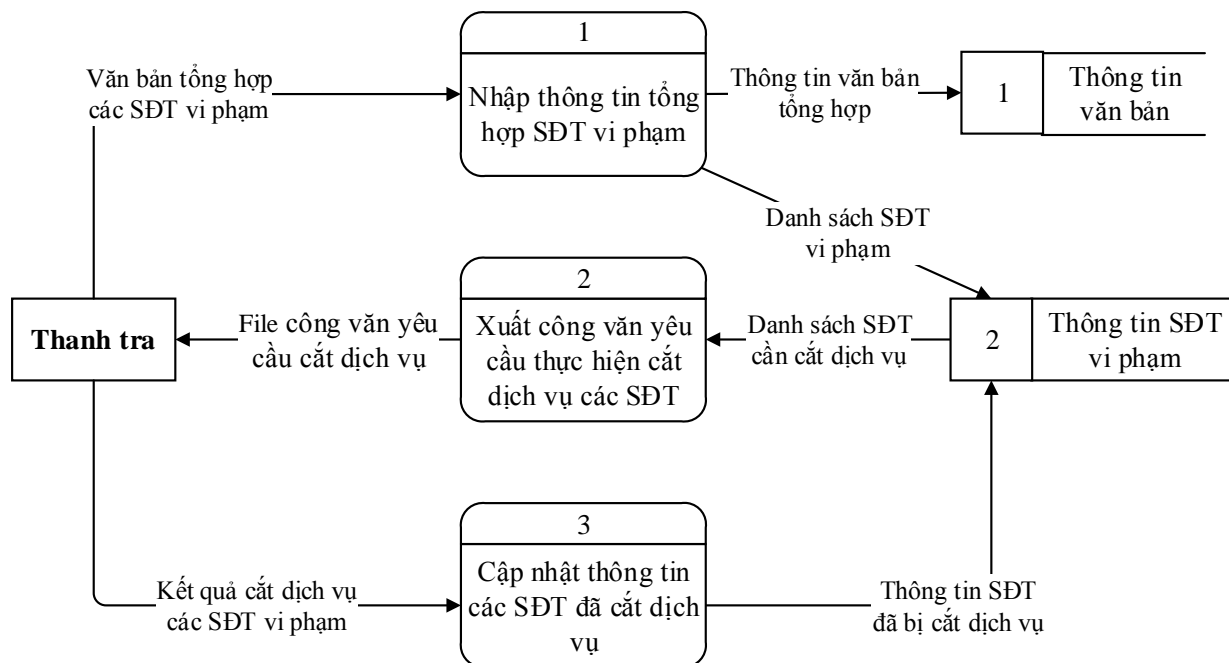 1
Văn bản tổng hợp
các SĐT vi phạm
Nhập thông tin tổng
hợp SĐT vi phạm
Thông tin văn bản
tổng hợp
1
Thông tin
văn bản
Danh sách SĐT
vi phạm
2
Thanh tra
File công văn yêu
cầu cắt dịch vụ
Xuất công văn yêu
cầu thực hiện cắt
dịch vụ các SĐT
Danh sách SĐT
cần cắt dịch vụ
2
Thông tin SĐT
vi phạm
3
Kết quả cắt dịch vụ
các SĐT vi phạm
Cập nhật thông tin
các SĐT đã cắt dịch
vụ
Thông tin SĐT
đã bị cắt dịch vụ